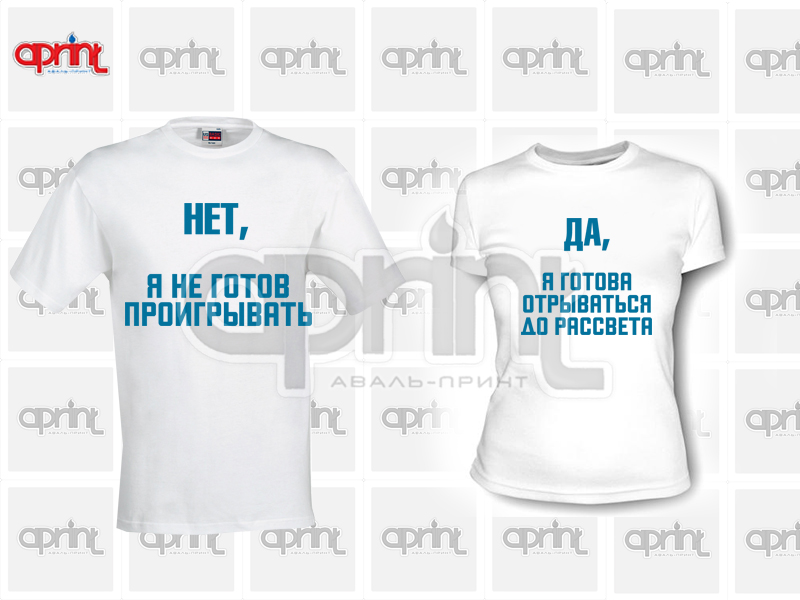 aprint
АВАЛЬ-ПРИНТ
НЕТ,
Я НЕ ГОТОВ
ПРОИГРЫВАТЬ
ДА,
Я ГОТОВА
ОТРЫВАТЬСЯ
ДО РАССВЕТА
aprint
АВАЛЬ-ПРИНТ